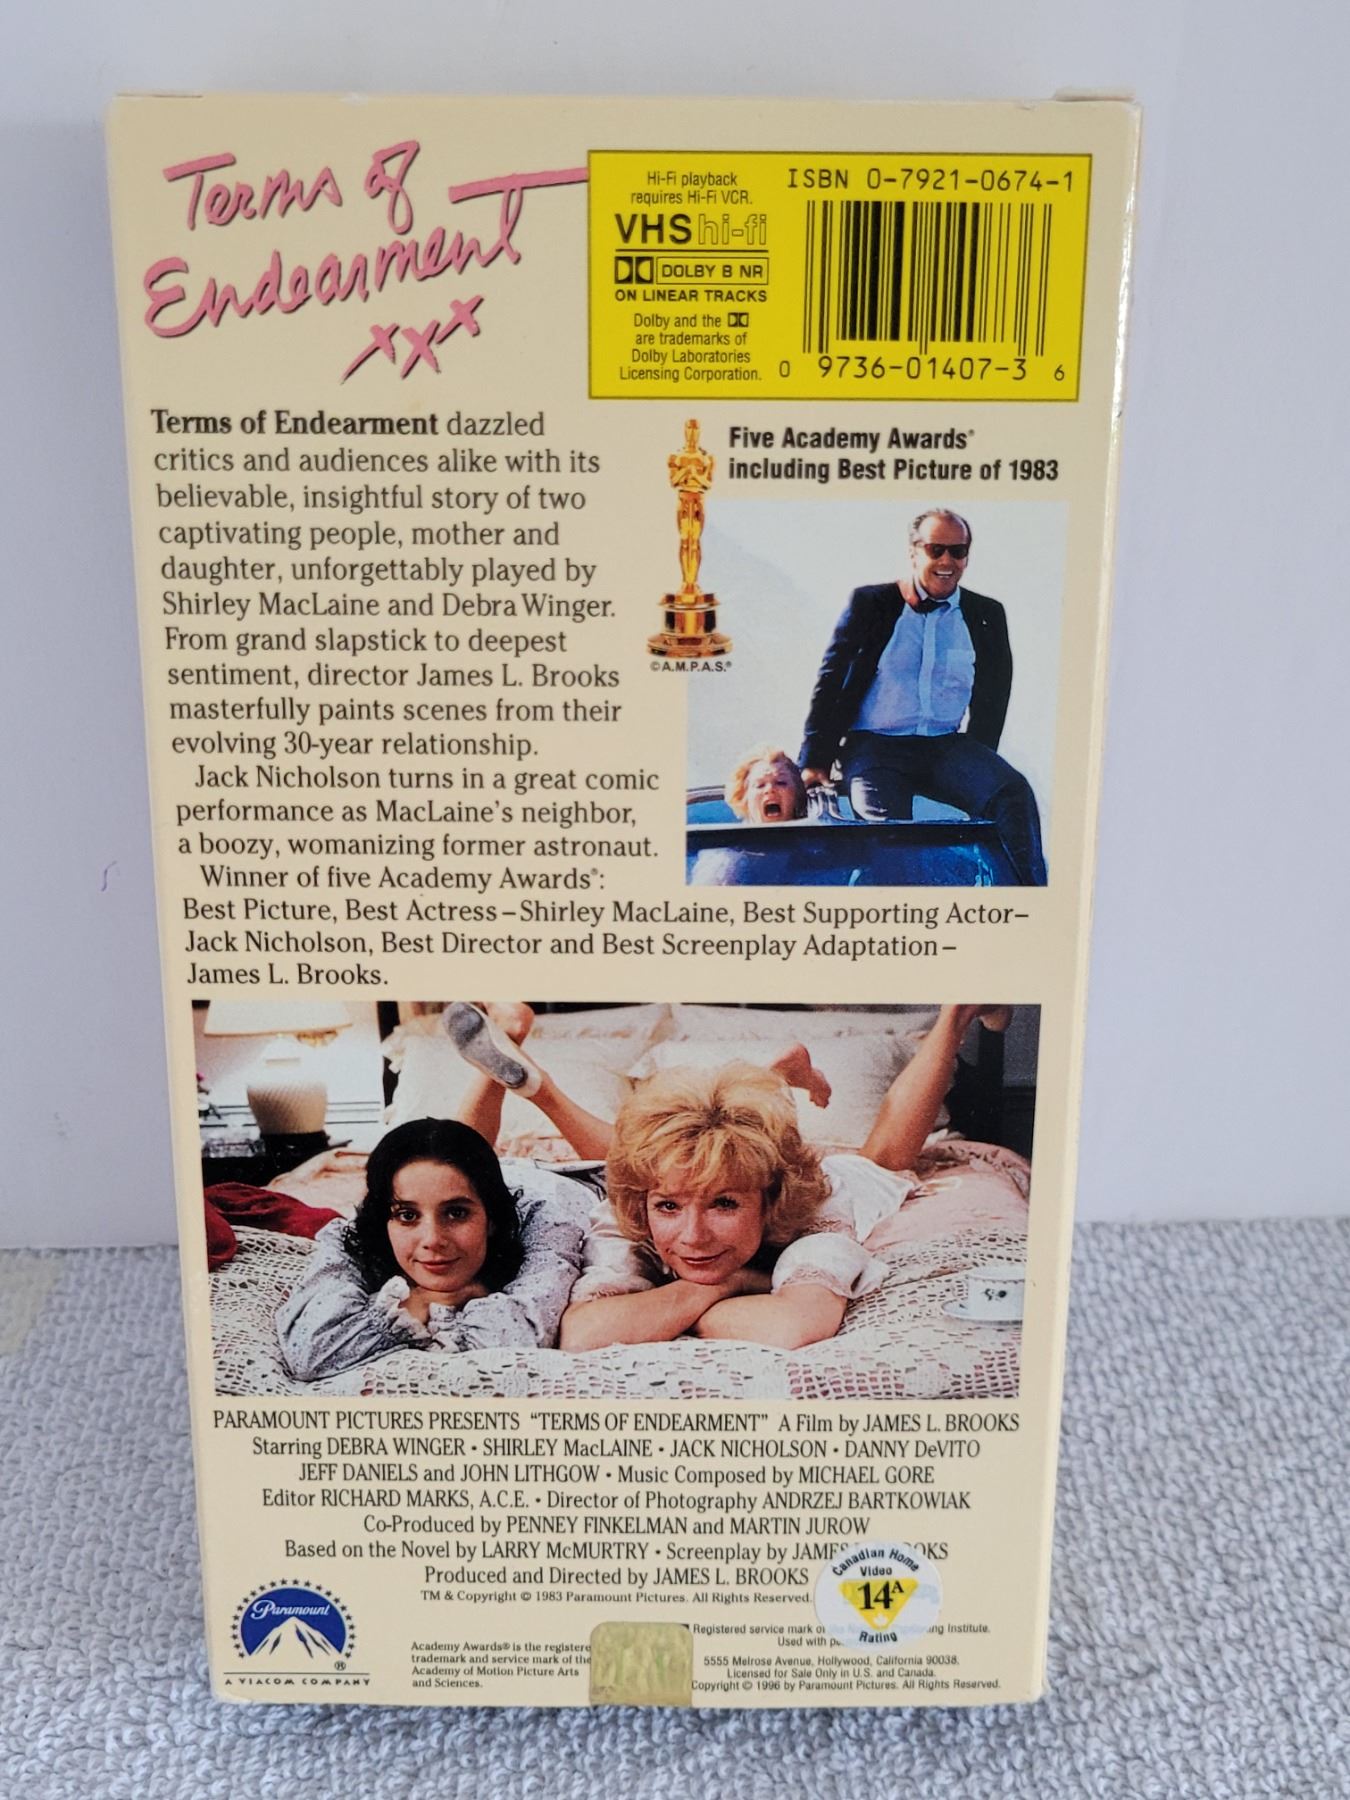 Terms of
Endearment
xxx
Hi-Fi playback
requires Hi-Fi VCR.
VHS hi-fi
DOLBY B NR
ON LINEAR TRACKS
Dolby and the
are trademarks of
Dolby Laboratories
Licensing Corporation.
ISBN 0-7921-0674-1
0 9736-01407-3 6
Terms of Endearment dazzled
critics and audiences alike with its
believable, insightful story of two
captivating people, mother and
daughter, unforgettably played by
Shirley MacLaine and Debra Winger.
From grand slapstick to deepest
sentiment, director James L. Brooks
masterfully paints scenes from their
evolving 30-year relationship.
Jack Nicholson turns in a great comic
performance as MacLaine's neighbor,
a boozy, womanizing former astronaut.
Winner of five Academy Awards®:
Best Picture, Best Actress – Shirley MacLaine, Best Supporting Actor–
Jack Nicholson, Best Director and Best Screenplay Adaptation –
James L. Brooks.
Five Academy Awards®
including Best Picture of 1983
©A.M.P.A.S.®
PARAMOUNT PICTURES PRESENTS "TERMS OF ENDEARMENT" A Film by JAMES L. BROOKS
Starring DEBRA WINGER • SHIRLEY MacLAINE • JACK NICHOLSON • DANNY DeVITO
JEFF DANIELS and JOHN LITHGOW • Music Composed by MICHAEL GORE
Editor RICHARD MARKS, A.C.E. • Director of Photography ANDRZEJ BARTKOWIAK
Co-Produced by PENNEY FINKELMAN and MARTIN JUROW
Based on the Novel by LARRY McMURTRY • Screenplay by
Produced and Directed by JAMES L. BROOKS
TM & Copyright © 1983 Paramount Pictures. All Rights Reserved.
Canadian Home
Video
14A
Rating
Paramount
®
A VIACOM COMPANY
Academy Awards® is the
trademark and service mark of the
Academy of Motion Picture Arts
and Sciences.
Registered service mark Institute.
Used with
5555 Melrose Avenue, Hollywood, California 90038.
Licensed for Sale Only in U.S. and Canada.
Copyright © 1996 by Paramount Pictures. All Rights Reserved.